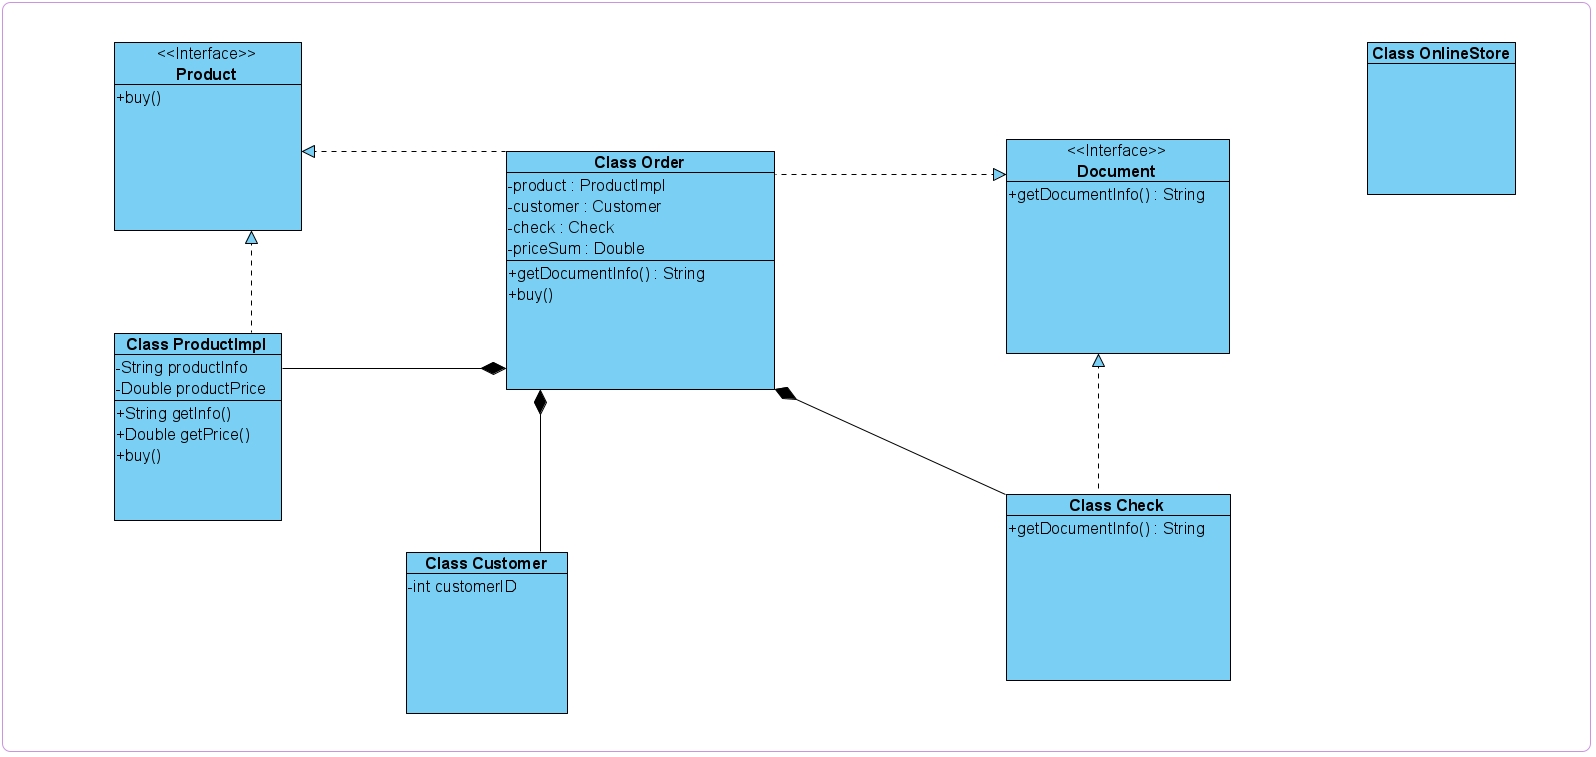 <<Interface>>
Product
+buy()
Class OnlineStore
Class Order
-product : ProductImpl
-customer : Customer
-check : Check
-priceSum : Double
+getDocumentInfo() : String
+buy()
<<Interface>>
Document
+getDocumentInfo() : String
Class ProductImpl
-String productInfo
-Double productPrice
+String getInfo()
+Double getPrice()
+buy()
Class Customer
-int customerID
Class Check
+getDocumentInfo() : String